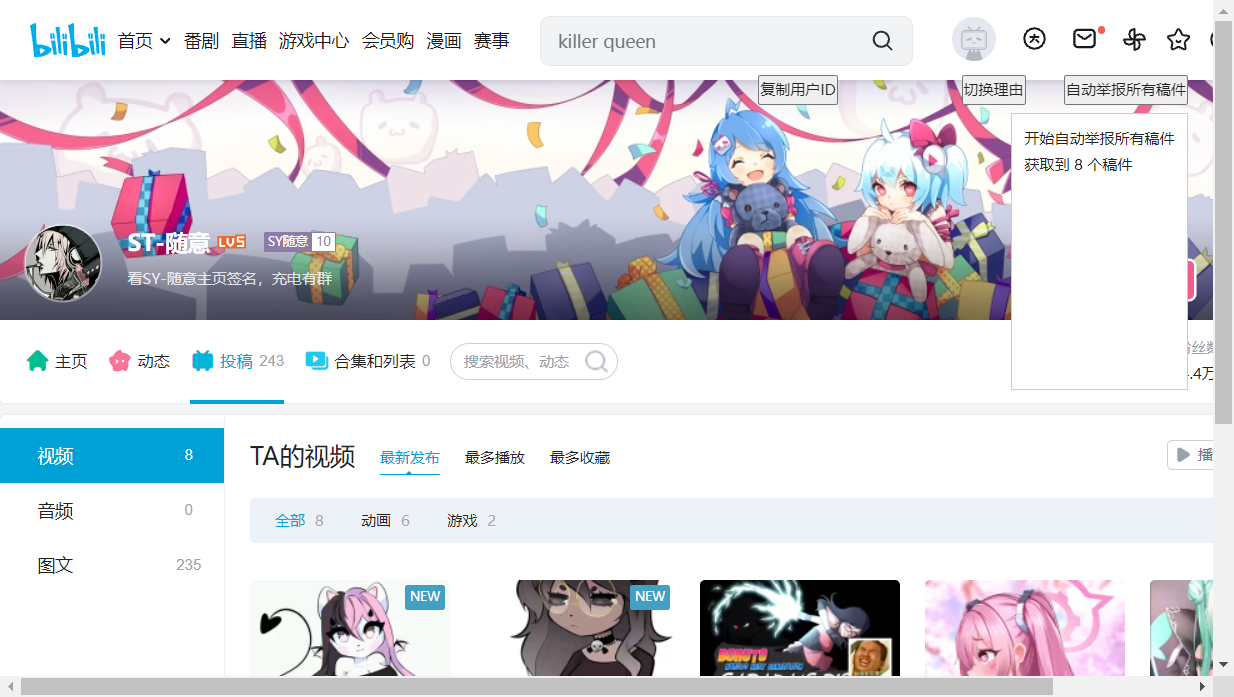 bilibili
首页 番剧 直播 游戏中心 会员购 漫画 赛事
killer queen
复制用户ID 切换理由 自动举报所有稿件
开始自动举报所有稿件
获取到 8 个稿件
ST-随意 LV5 SY随意 10
看SY-随意主页签名，充电有群
主页 动态 投稿 243 合集和列表 0 搜索视频、动态
丝数
.4万
视频 8
音频 0
图文 235
TA的视频 最新发布 最多播放 最多收藏 播
全部 8 动画 6 游戏 2
NEW
NEW
BORUTO